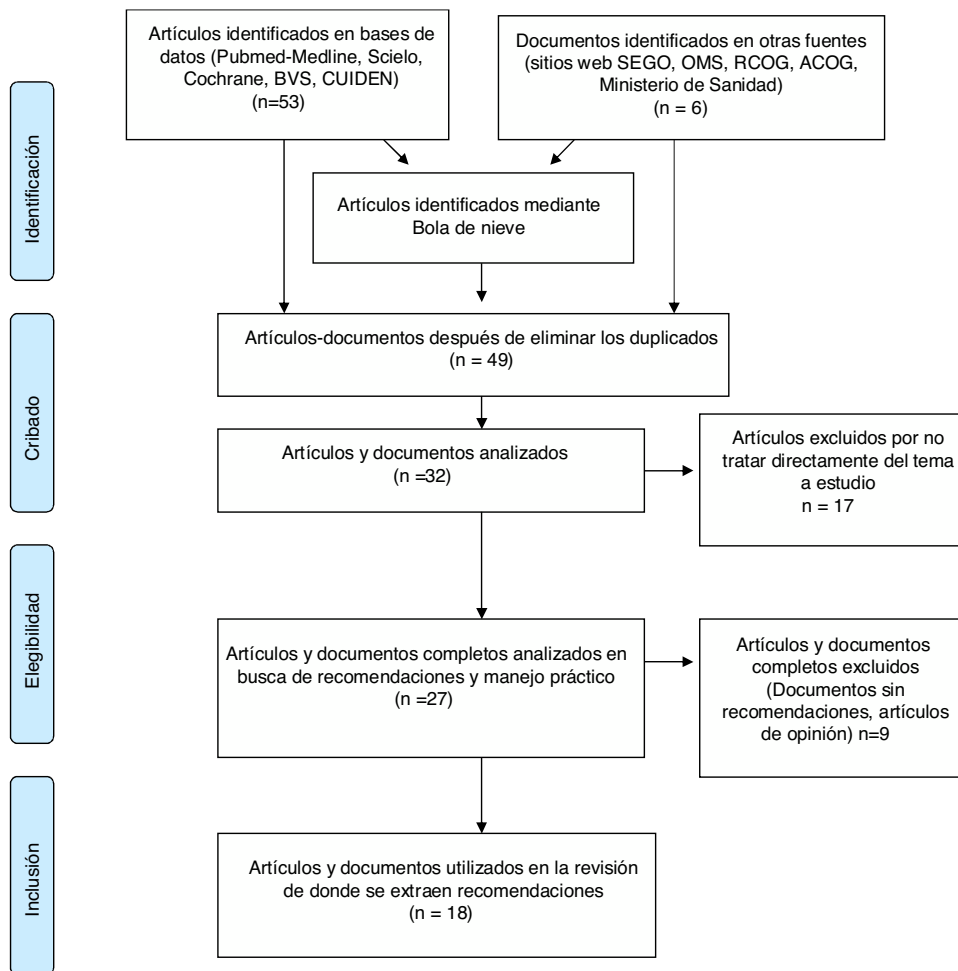 Identificación
Artículos identificados en bases de
datos (Pubmed-Medline, Scielo,
Cochrane, BVS, CUIDEN)
(n=53)
Documentos identificados en otras fuentes
(sitios web SEGO, OMS, RCOG, ACOG,
Ministerio de Sanidad)
(n = 6)
Artículos identificados mediante
Bola de nieve
Cribado
Artículos-documentos después de eliminar los duplicados
(n = 49)
Artículos y documentos analizados
(n =32)
Artículos excluidos por no
tratar directamente del tema
a estudio
n = 17
Elegibilidad
Artículos y documentos completos analizados en
busca de recomendaciones y manejo práctico
(n =27)
Artículos y documentos
completos excluidos
(Documentos sin
recomendaciones, artículos
de opinión) n=9
Inclusión
Artículos y documentos utilizados en la revisión
de donde se extraen recomendaciones
(n = 18)